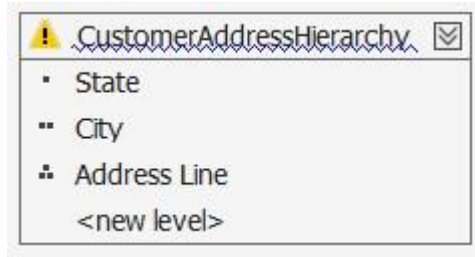 CustomerAddressHierarchy
State
City
Address Line
<new level>